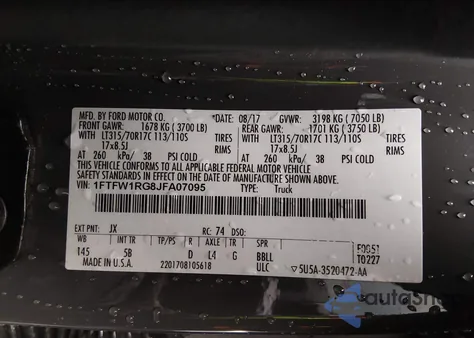 MFD. BY FORD MOTOR CO.
*DATE: 08/17 GVWR: 3198 KG ( 7050 LB)
FRONT GAWR: 1678 KG ( 3700 LB) REAR GAWR: 1701 KG ( 3750 LB)
LT315/70R17C 113/110S TIRES LT315/70R17C 113/110S TIRES
17x8.5J RIMS 17x8.5J RIMS
AT 260 kPa/ 38 PSI COLD AT 260 kPa/ 38 PSI COLD
THIS VEHICLE CONFORMS TO ALL APPLICABLE FEDERAL MOTOR VEHICLE
SAFETY STANDARDS IN EFFECT ON THE DATE OF MANUFACTURE SHOWN ABOVE.
VIN: 1FTFW1RG8JFA07095 TYPE: Truck
EXT PNT: JX RC: 74 DSO: F0051
WB INT TR TP/PS R AXLE TR SPR T0227
145 5B D L4 G BBLL
MADE IN U.S.A. 2201708105618 ULC ▽5U5A-3520472-AA
AutoSho